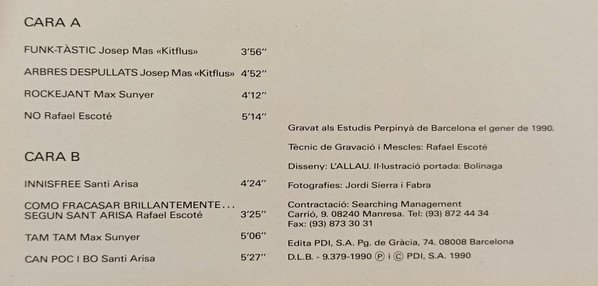 CARA A
FUNK-TÀSTIC Josep Mas «Kitflus» 3'56"
ARBRES DESPULLATS Josep Mas «Kitflus» 4'52"
ROCKEJANT Max Sunyer 4'12"
NO Rafael Escoté 5'14"
CARA B
INNISFREE Santi Arisa 4'24"
COMO FRACASAR BRILLANTEMENTE...
SEGUN SANT ARISA Rafael Escoté 3'25"
TAM TAM Max Sunyer 5'06"
CAN POC I BO Santi Arisa 5'27"
Gravat als Estudis Perpinyà de Barcelona el gener de 1990.
Tècnic de Gravació i Mescles: Rafael Escoté
Disseny: L'ALLAU. Il·lustració portada: Bolinaga
Fotografies: Jordi Sierra i Fabra
Contractació: Searching Management
Carrió, 9. 08240 Manresa. Tel: (93) 872 44 34
Fax: (93) 873 30 31
Edita PDI, S.A. Pg. de Gràcia, 74. 08008 Barcelona
D.L.B. - 9.379-1990 Ⓟ i Ⓒ PDI, S.A. 1990